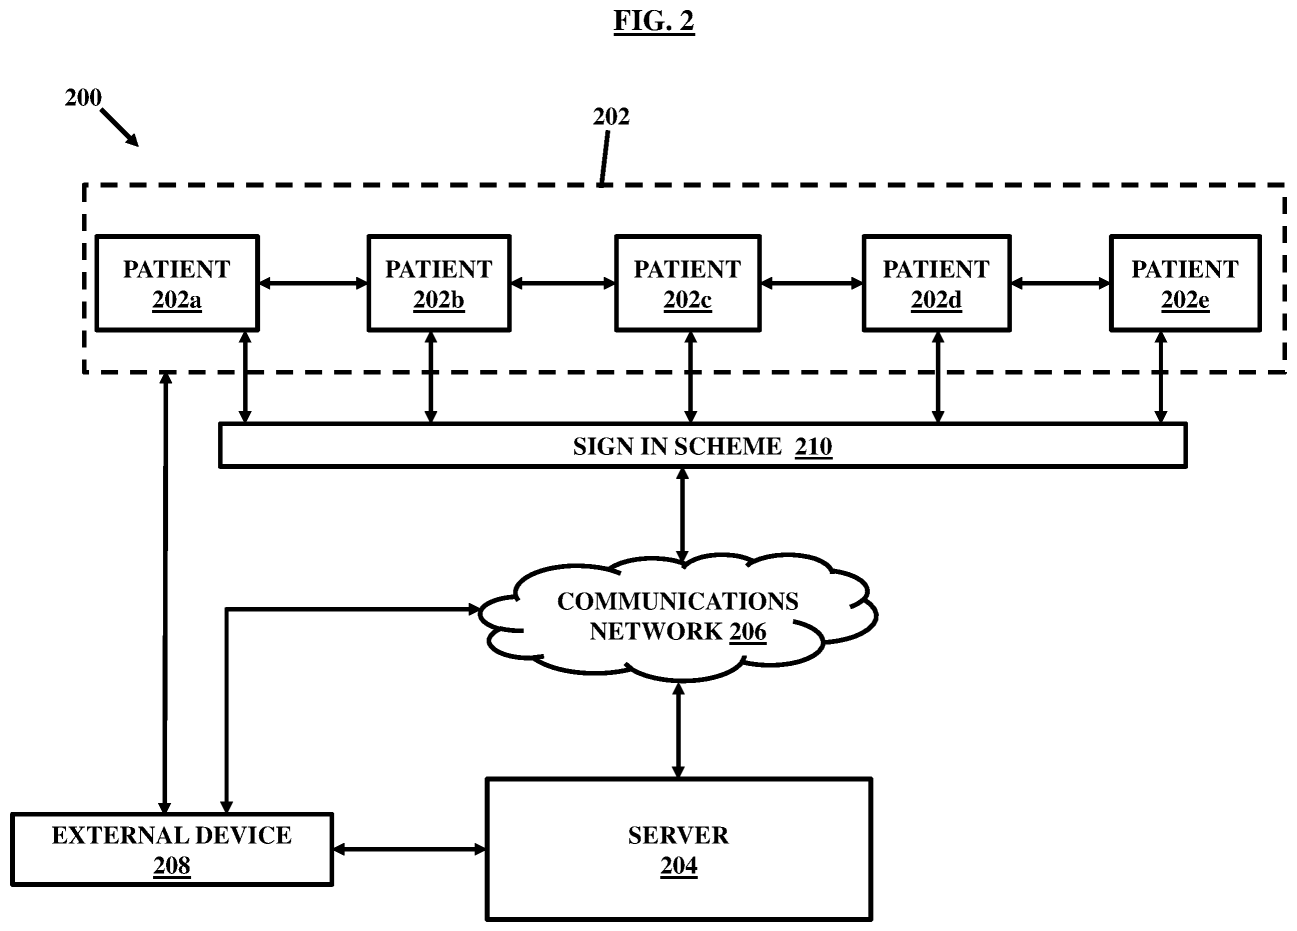 FIG. 2
200
202
PATIENT
202a
PATIENT
202b
PATIENT
202c
PATIENT
202d
PATIENT
202e
SIGN IN SCHEME 210
COMMUNICATIONS
NETWORK 206
EXTERNAL DEVICE
208
SERVER
204